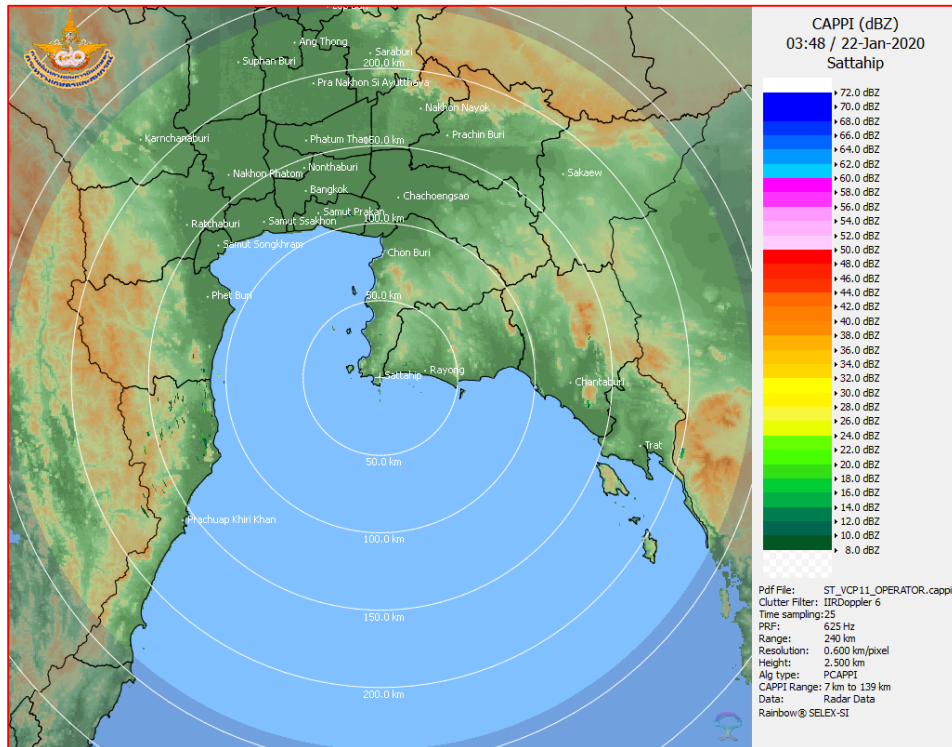 CAPPI (dBZ)
03:48 / 22-Jan-2020
Sattahip
72.0 dBZ
70.0 dBZ
68.0 dBZ
66.0 dBZ
64.0 dBZ
62.0 dBZ
60.0 dBZ
58.0 dBZ
56.0 dBZ
54.0 dBZ
52.0 dBZ
50.0 dBZ
48.0 dBZ
46.0 dBZ
44.0 dBZ
42.0 dBZ
40.0 dBZ
38.0 dBZ
36.0 dBZ
34.0 dBZ
32.0 dBZ
30.0 dBZ
28.0 dBZ
26.0 dBZ
24.0 dBZ
22.0 dBZ
20.0 dBZ
18.0 dBZ
16.0 dBZ
14.0 dBZ
12.0 dBZ
10.0 dBZ
8.0 dBZ
Pdf File: ST_VCP11_OPERATOR.cappi
Clutter Filter: IIRDoppler 6
Time sampling:25
PRF: 625 Hz
Range: 240 km
Resolution: 0.600 km/pixel
Height: 2.500 km
Alg type: PCAPPI
CAPPI Range: 7 km to 139 km
Data: Radar Data
Rainbow® SELEX-SI
Ang Thong
Saraburi
Suphan Buri
200.0 km
Pra Nakhon Si Ayutthaya
Nakhon Nayok
Prachin Buri
Karnchanaburi
Phatum Tha
50.0 km
Nonthaburi
Nakhon Phatom
Sakaew
Bangkok
Chachoengsao
Samut Prakan
Samut Ssakhon
100.0 km
Ratchaburi
Samut Songkhram
Chon Buri
Phet Buri
50.0 km
Sattahip
Rayong
Chantaburi
Trat
50.0 km
Prachuap Khiri Khan
100.0 km
150.0 km
200.0 km